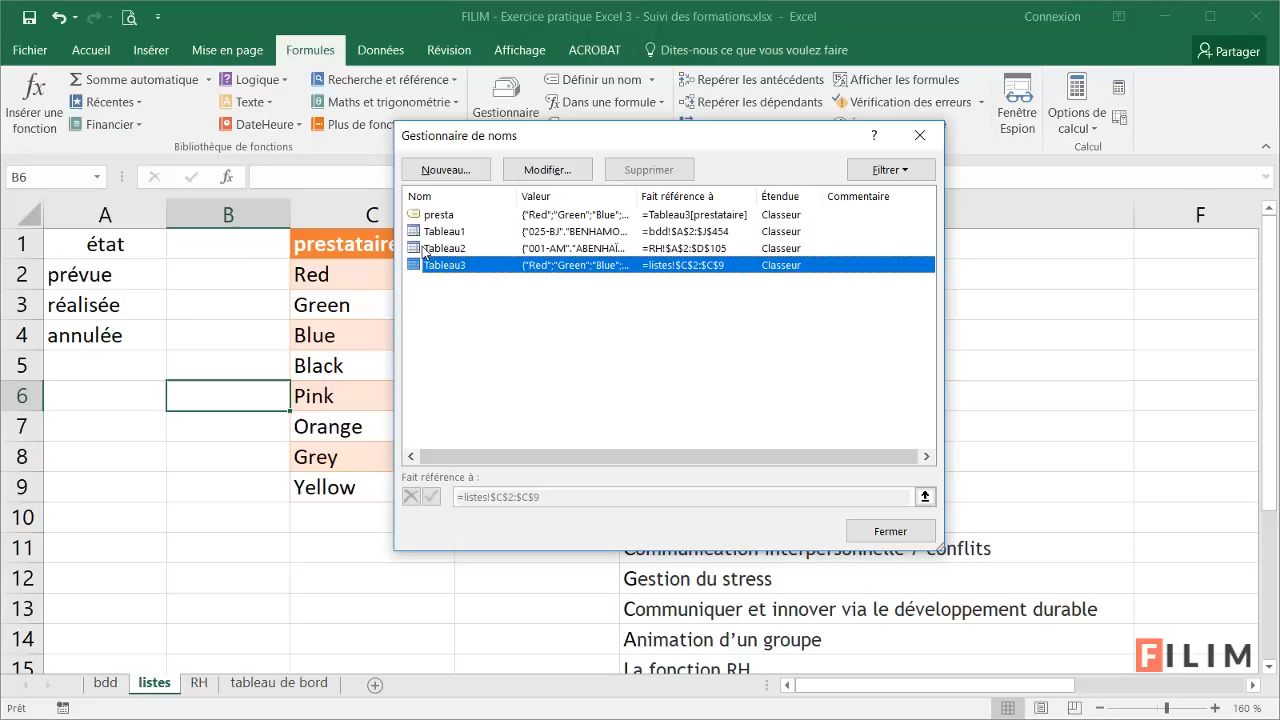 FILIM - Exercice pratique Excel 3 - Suivi des formations.xlsx - Excel
Connexion
Fichier Accueil Insérer Mise en page Formules Données Révision Affichage ACROBAT Dites-nous ce que vous voulez faire Partager
Insérer une fonction
Somme automatique
Récentes
Financier
Logique
Texte
DateHeure
Recherche et référence
Maths et trigonométrie
Plus de fonc
Bibliothèque de fonctions
Gestionnaire
Définir un nom
Dans une formule
Repérer les antécédents
Repérer les dépendants
Afficher les formules
Vérification des erreurs
Fenêtre Espion
Options de calcul
Calcul
B6
fx
Gestionnaire de noms
?
Nouveau... Modifier... Supprimer Filtrer
Nom Valeur Fait référence à Étendue Commentaire
presta {"Red";"Green";"Blue";... =Tableau3[prestataire] Classeur
Tableau1 {"025-BJ"."BENHAMO... =bdd!$A$2:$J$454 Classeur
Tableau2 {"001-AM"."ABENHAÏ... =RH!$A$2:$D$105 Classeur
Tableau3 {"Red";"Green";"Blue";... =listes!$C$2:$C$9 Classeur
Fait référence à :
=listes!$C$2:$C$9
Fermer
A B C F
1 état prestataire
2 prévue Red
3 réalisée Green
4 annulée Blue
5 Black
6 Pink
7 Orange
8 Grey
9 Yellow
10
11 Communication interpersonnelle / conflits
12 Gestion du stress
13 Communiquer et innover via le développement durable
14 Animation d’un groupe
15 La fonction RH
FILIM
bdd listes RH tableau de bord
Prêt
160 %